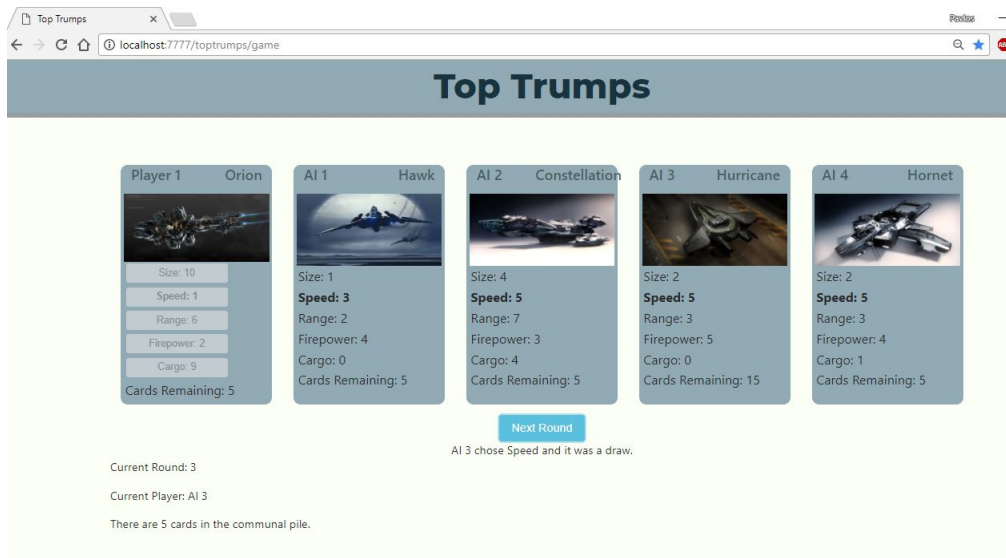 Top Trumps
Pavlos
localhost:7777/toptrumps/game
ABP
Top Trumps
Player 1 Orion
Size: 10
Speed: 1
Range: 6
Firepower: 2
Cargo: 9
Cards Remaining: 5
AI 1 Hawk
Size: 1
Speed: 3
Range: 2
Firepower: 4
Cargo: 0
Cards Remaining: 5
AI 2 Constellation
Size: 4
Speed: 5
Range: 7
Firepower: 3
Cargo: 4
Cards Remaining: 5
AI 3 Hurricane
Size: 2
Speed: 5
Range: 3
Firepower: 5
Cargo: 0
Cards Remaining: 15
AI 4 Hornet
Size: 2
Speed: 5
Range: 3
Firepower: 4
Cargo: 1
Cards Remaining: 5
Next Round
AI 3 chose Speed and it was a draw.
Current Round: 3
Current Player: AI 3
There are 5 cards in the communal pile.